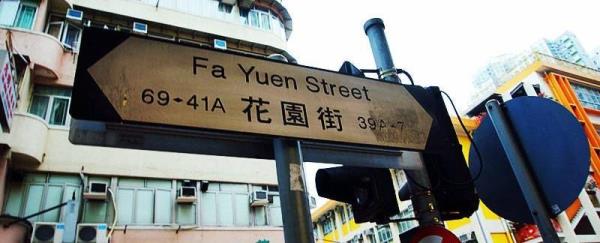 Fa Yuen Street
69-41A 花園街 39A-7